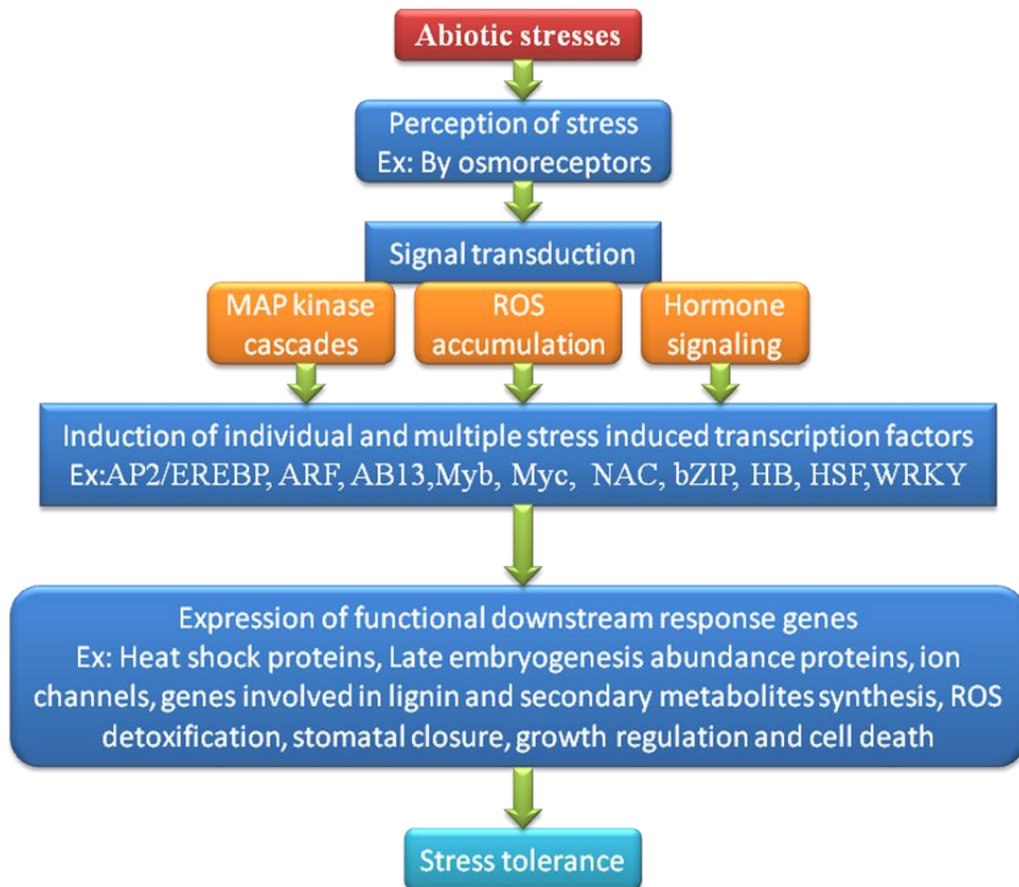 Abiotic stresses
Perception of stress
Ex: By osmoreceptors
Signal transduction
MAP kinase
cascades
ROS
accumulation
Hormone
signaling
Induction of individual and multiple stress induced transcription factors
Ex:AP2/EREBP, ARF, AB13,Myb, Myc, NAC, bZIP, HB, HSF,WRKY
Expression of functional downstream response genes
Ex: Heat shock proteins, Late embryogenesis abundance proteins, ion
channels, genes involved in lignin and secondary metabolites synthesis, ROS
detoxification, stomatal closure, growth regulation and cell death
Stress tolerance